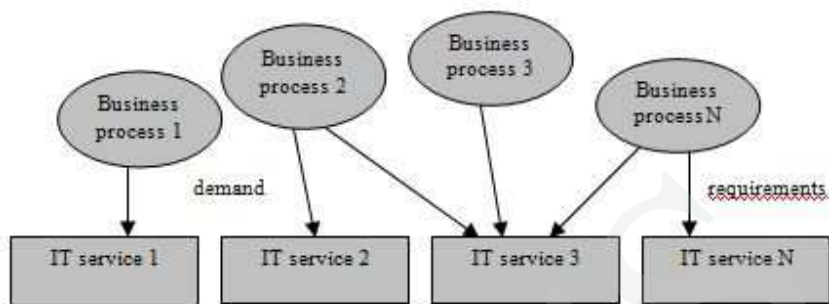 Business
process 1
Business
process 2
Business
process 3
Business
process N
demand
requirements
IT service 1
IT service 2
IT service 3
IT service N